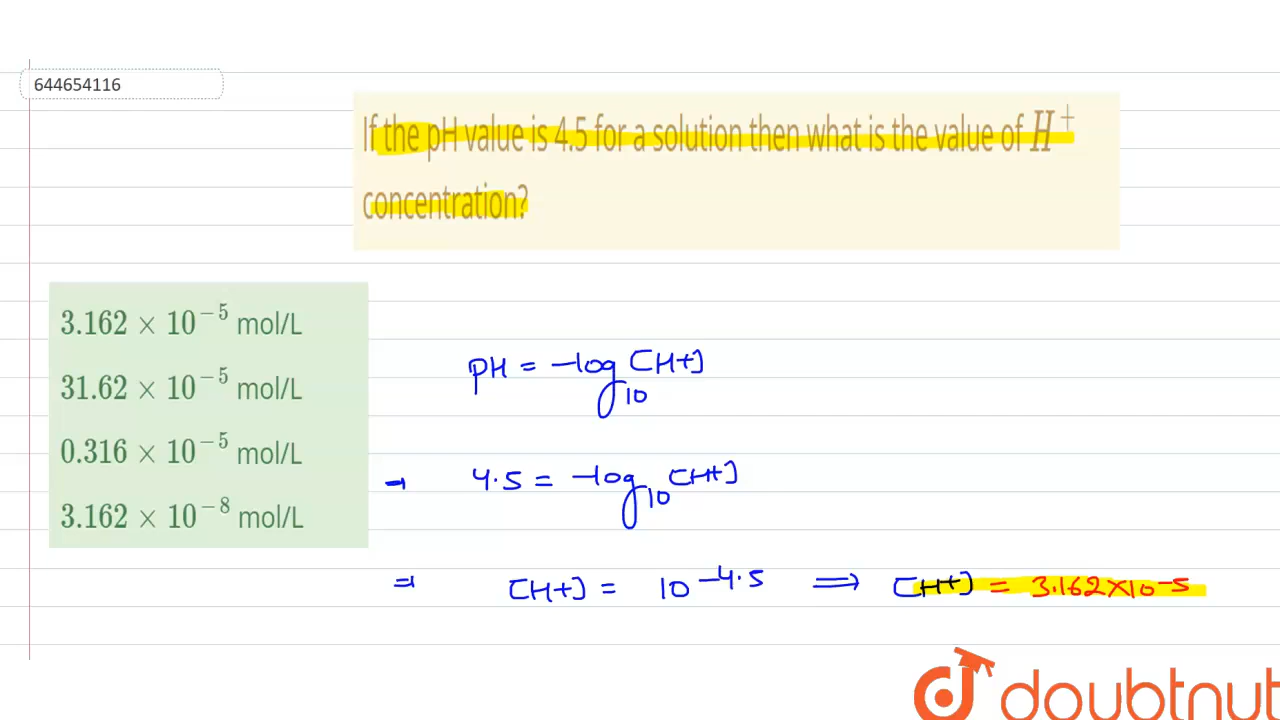 644654116
If the pH value is 4.5 for a solution then what is the value of H⁺
concentration?
3.162 × 10⁻⁵ mol/L
31.62 × 10⁻⁵ mol/L
0.316 × 10⁻⁵ mol/L
3.162 × 10⁻⁸ mol/L
PH = -log₁₀ [H+]
→ 4.5 = -log₁₀ [H+]
⇒ [H+] = 10⁻⁴·⁵ ⟹ [H+] = 3.162×10⁻⁵
doubtnut